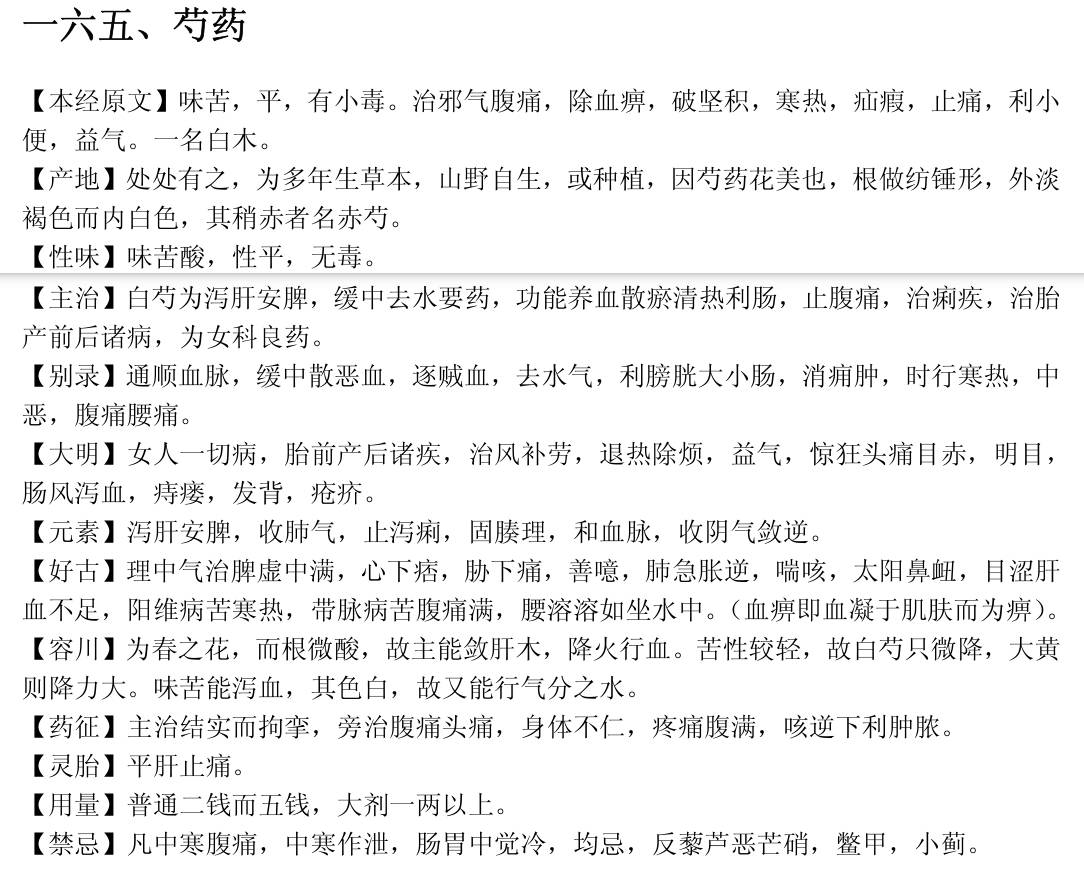 一六五、芍药
【本经原文】味苦，平，有小毒。治邪气腹痛，除血痹，破坚积，寒热，疝瘕，止痛，利小
便，益气。一名白木。
【产地】处处有之，为多年生草本，山野自生，或种植，因芍药花美也，根做纺锤形，外淡
褐色而内白色，其稍赤者名赤芍。
【性味】味苦酸，性平，无毒。
【主治】白芍为泻肝安脾，缓中去水要药，功能养血散瘀清热利肠，止腹痛，治痢疾，治胎
产前后诸病，为女科良药。
【别录】通顺血脉，缓中散恶血，逐贼血，去水气，利膀胱大小肠，消痈肿，时行寒热，中
恶，腹痛腰痛。
【大明】女人一切病，胎前产后诸疾，治风补劳，退热除烦，益气，惊狂头痛目赤，明目，
肠风泻血，痔瘘，发背，疮疥。
【元素】泻肝安脾，收肺气，止泻痢，固腠理，和血脉，收阴气敛逆。
【好古】理中气治脾虚中满，心下痞，胁下痛，善噫，肺急胀逆，喘咳，太阳鼻衄，目涩肝
血不足，阳维病苦寒热，带脉病苦腹痛满，腰溶溶如坐水中。（血痹即血凝于肌肤而为痹）。
【容川】为春之花，而根微酸，故主能敛肝木，降火行血。苦性较轻，故白芍只微降，大黄
则降力大。味苦能泻血，其色白，故又能行气分之水。
【药征】主治结实而拘挛，旁治腹痛头痛，身体不仁，疼痛腹满，咳逆下利肿脓。
【灵胎】平肝止痛。
【用量】普通二钱而五钱，大剂一两以上。
【禁忌】凡中寒腹痛，中寒作泄，肠胃中觉冷，均忌，反藜芦恶芒硝，鳖甲，小蓟。